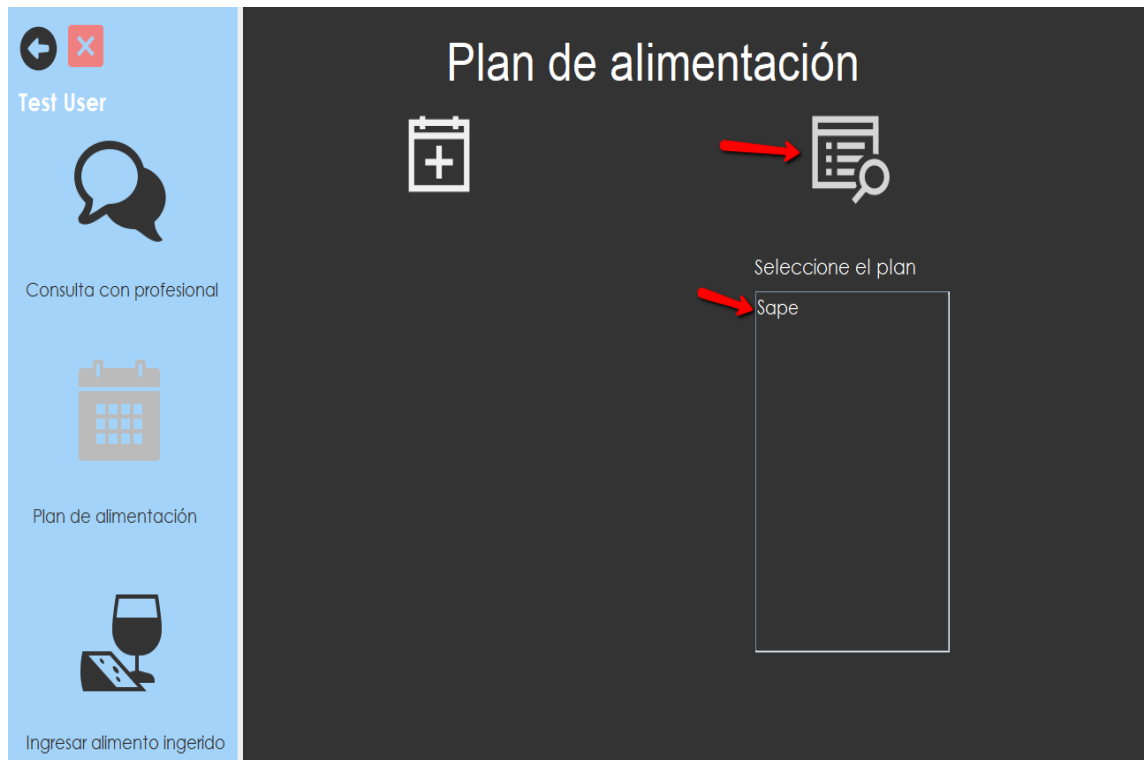 Test User
Consulta con profesional
Plan de alimentación
Ingresar alimento ingerido
Plan de alimentación
Seleccione el plan
Sape